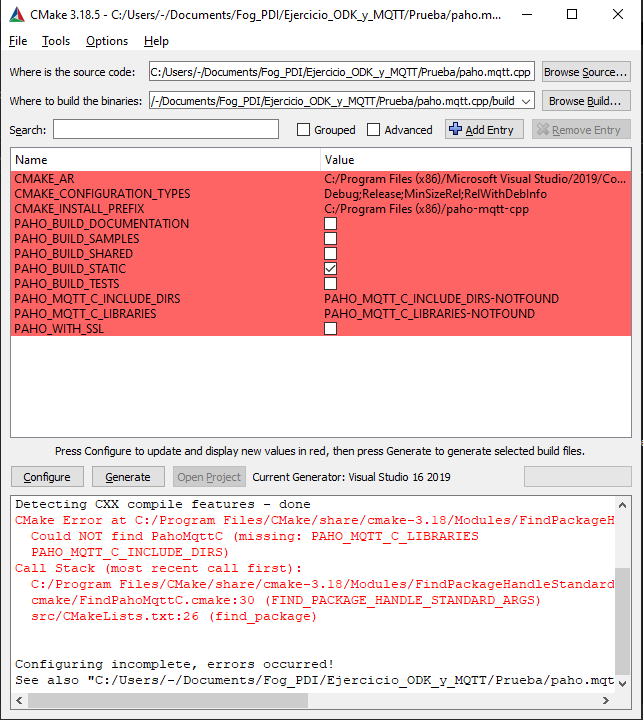 CMake 3.18.5 - C:/Users/-/Documents/Fog_PDI/Ejercicio_ODK_y_MQTT/Prueba/paho.m...
File Tools Options Help
Where is the source code: C:/Users/-/Documents/Fog_PDI/Ejercicio_ODK_y_MQTT/Prueba/paho.mqtt.cpp Browse Source...
Where to build the binaries: /-/Documents/Fog_PDI/Ejercicio_ODK_y_MQTT/Prueba/paho.mqtt.cpp/build Browse Build...
Search: Grouped Advanced Add Entry Remove Entry
Name Value
CMAKE_AR C:/Program Files (x86)/Microsoft Visual Studio/2019/Co...
CMAKE_CONFIGURATION_TYPES Debug;Release;MinSizeRel;RelWithDebInfo
CMAKE_INSTALL_PREFIX C:/Program Files (x86)/paho-mqtt-cpp
PAHO_BUILD_DOCUMENTATION
PAHO_BUILD_SAMPLES
PAHO_BUILD_SHARED
PAHO_BUILD_STATIC
PAHO_BUILD_TESTS
PAHO_MQTT_C_INCLUDE_DIRS PAHO_MQTT_C_INCLUDE_DIRS-NOTFOUND
PAHO_MQTT_C_LIBRARIES PAHO_MQTT_C_LIBRARIES-NOTFOUND
PAHO_WITH_SSL
Press Configure to update and display new values in red, then press Generate to generate selected build files.
Configure Generate Open Project Current Generator: Visual Studio 16 2019
Detecting CXX compile features - done
CMake Error at C:/Program Files/CMake/share/cmake-3.18/Modules/FindPackageH
Could NOT find PahoMqttC (missing: PAHO_MQTT_C_LIBRARIES
PAHO_MQTT_C_INCLUDE_DIRS)
Call Stack (most recent call first):
C:/Program Files/CMake/share/cmake-3.18/Modules/FindPackageHandleStandard
cmake/FindPahoMqttC.cmake:30 (FIND_PACKAGE_HANDLE_STANDARD_ARGS)
src/CMakeLists.txt:26 (find_package)
Configuring incomplete, errors occurred!
See also "C:/Users/-/Documents/Fog_PDI/Ejercicio_ODK_y_MQTT/Prueba/paho.mqt